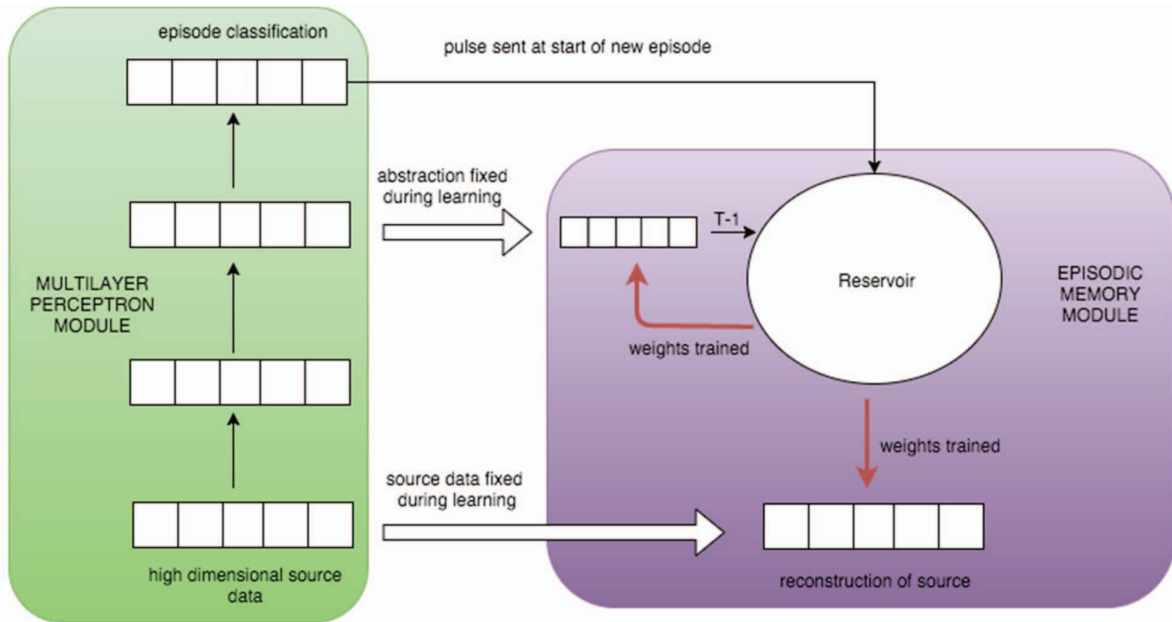 episode classification
pulse sent at start of new episode
abstraction fixed
during learning
T-1
MULTILAYER
PERCEPTRON
MODULE
Reservoir
EPISODIC
MEMORY
MODULE
weights trained
weights trained
source data fixed
during learning
high dimensional source
data
reconstruction of source